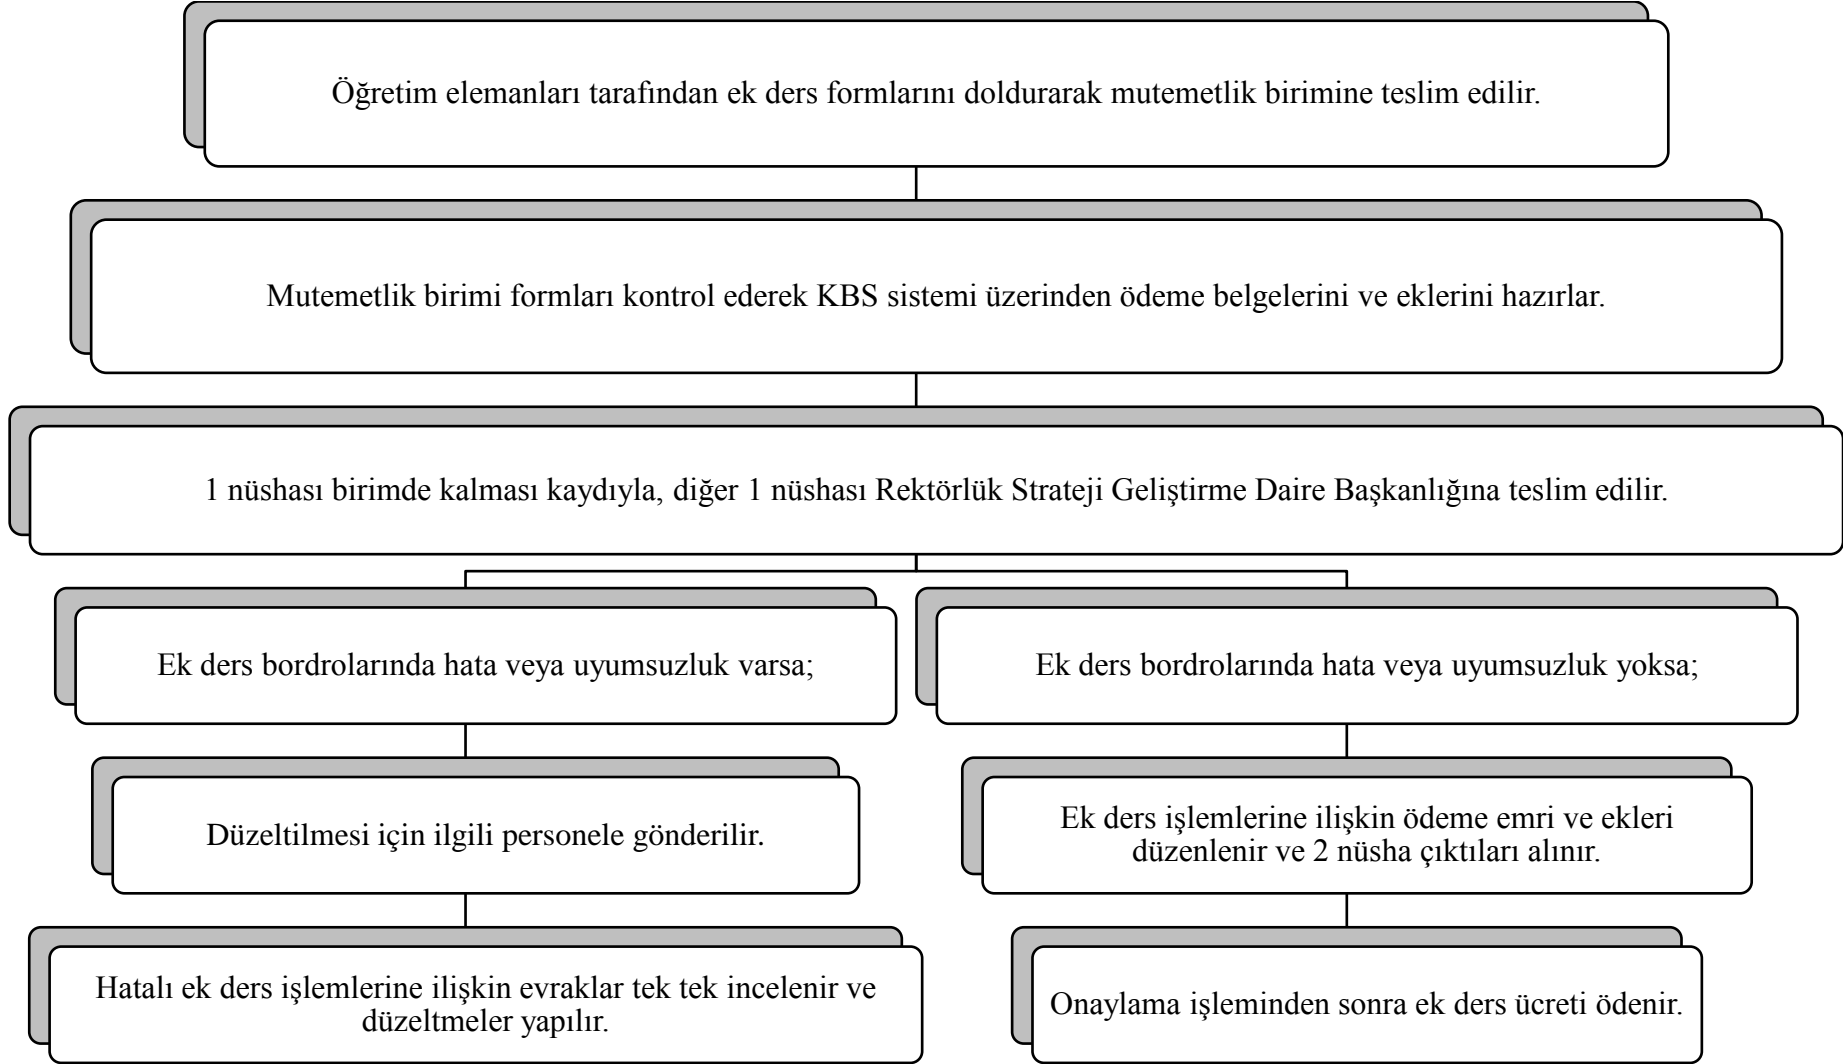 Öğretim elemanları tarafından ek ders formlarını doldurarak mutemetlik birimine teslim edilir.
Mutemetlik birimi formları kontrol ederek KBS sistemi üzerinden ödeme belgelerini ve eklerini hazırlar.
1 nüshası birimde kalması kaydıyla, diğer 1 nüshası Rektörlük Strateji Geliştirme Daire Başkanlığına teslim edilir.
Ek ders bordrolarında hata veya uyumsuzluk varsa;
Düzeltilmesi için ilgili personele gönderilir.
Hatalı ek ders işlemlerine ilişkin evraklar tek tek incelenir ve
düzeltmeler yapılır.
Ek ders bordrolarında hata veya uyumsuzluk yoksa;
Ek ders işlemlerine ilişkin ödeme emri ve ekleri
düzenlenir ve 2 nüsha çıktıları alınır.
Onaylama işleminden sonra ek ders ücreti ödenir.